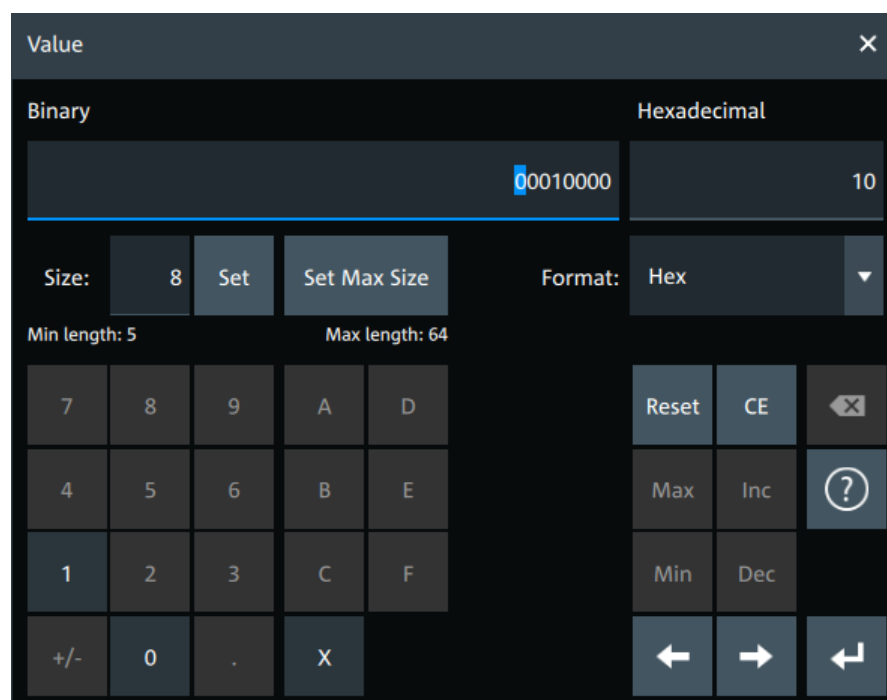 Value
Binary Hexadecimal
00010000 10
Size: 8 Set Set Max Size Format: Hex
Min length: 5 Max length: 64
7 8 9 A D Reset CE
4 5 6 B E Max Inc ?
1 2 3 C F Min Dec
+/- 0 . X